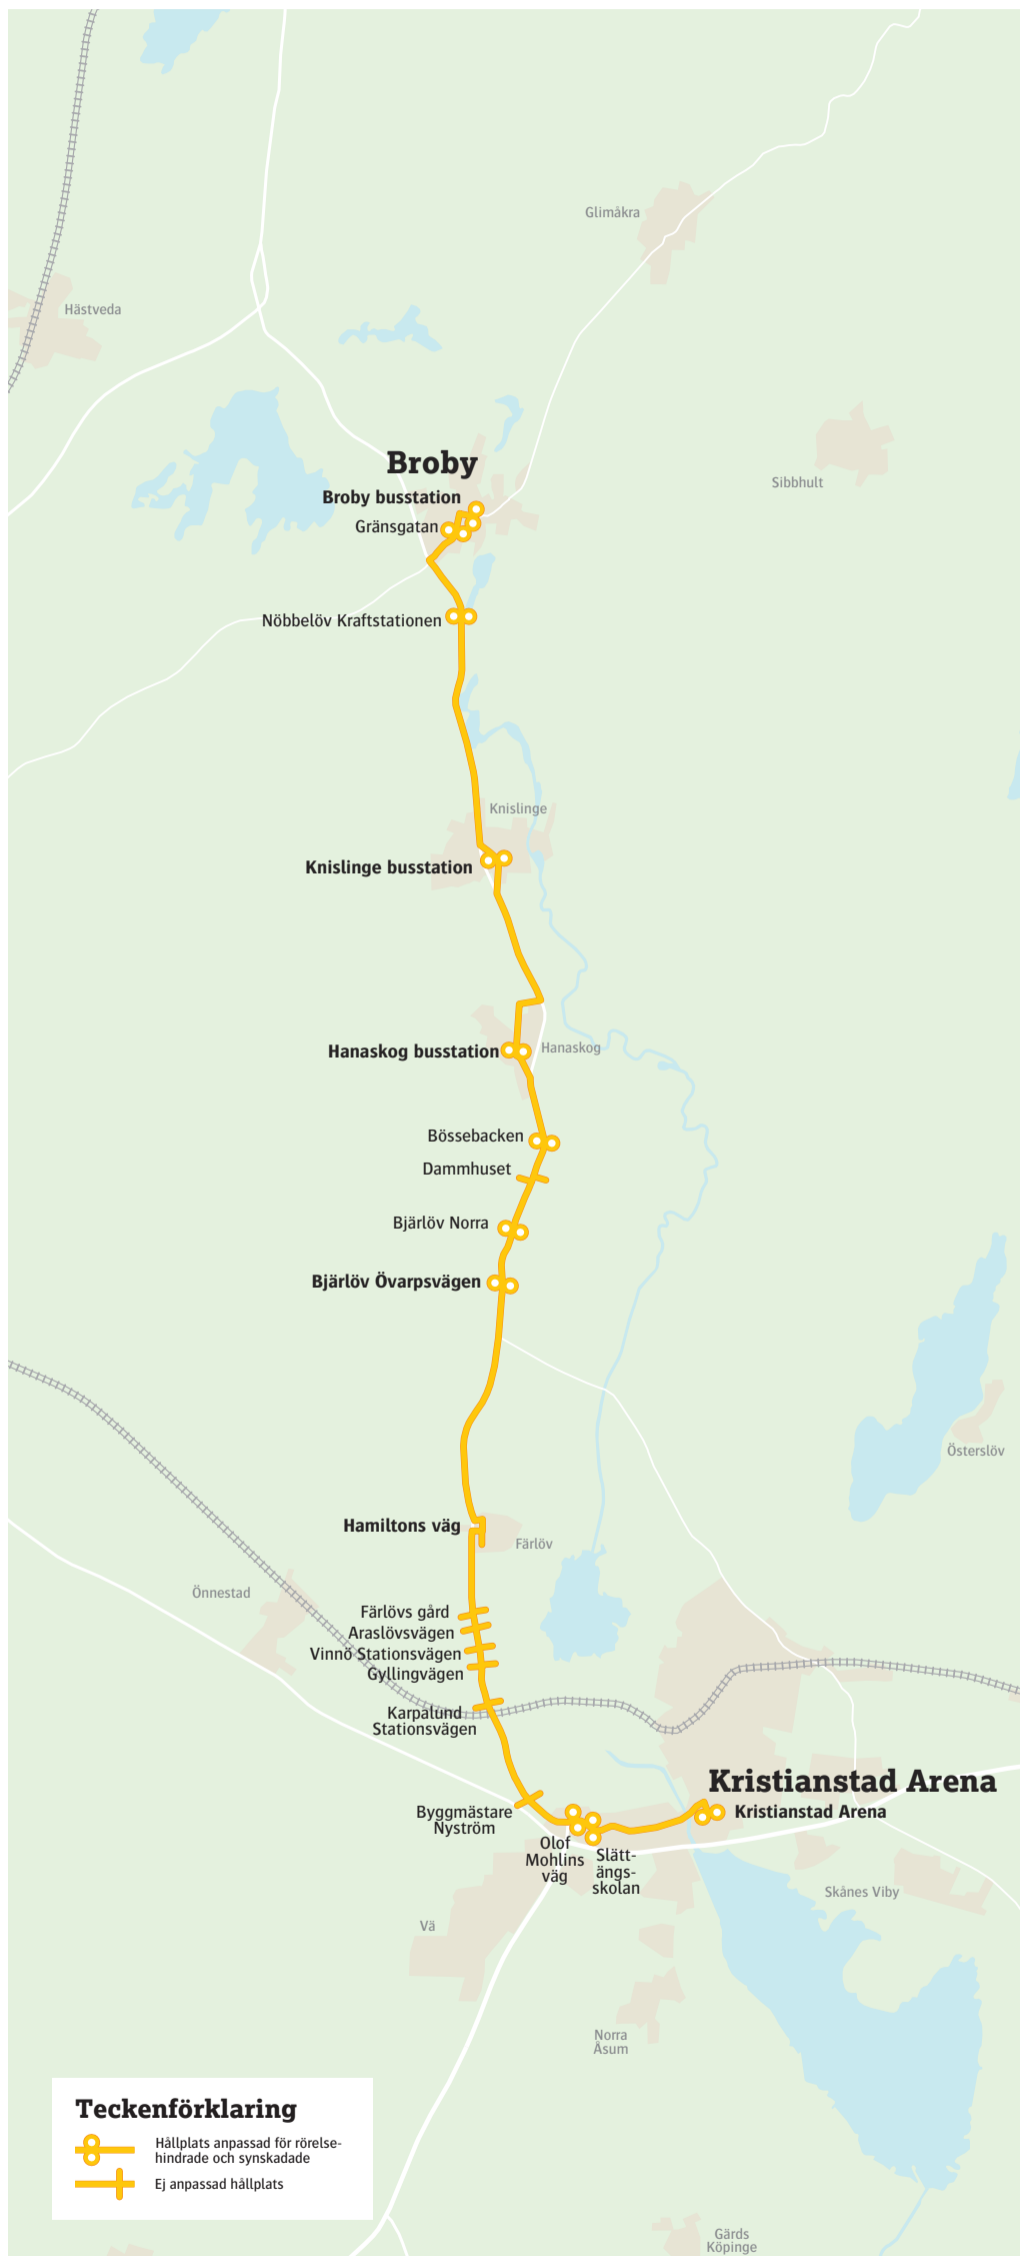 Glimåkra
Hästveda
Broby
Sibbhult
Broby busstation
Gränsgatan
Nöbbelöv Kraftstationen
Knislinge
Knislinge busstation
Hanaskog busstation
Hanaskog
Bössebacken
Dammhuset
Bjärlöv Norra
Bjärlöv Övarpsvägen
Österslöv
Hamiltons väg
Färlöv
Önnestad
Färlövs gård
Araslövsvägen
Vinnö Stationsvägen
Gyllingvägen
Karpalund
Stationsvägen
Kristianstad Arena
Kristianstad Arena
Byggmästare
Nyström
Olof
Mohlins
väg
Slätt-
ängs-
skolan
Skånes Viby
Vä
Norra
Åsum
Teckenförklaring
Hållplats anpassad för rörelse-
hindrade och synskadade
Ej anpassad hållplats
Gärds
Köpinge